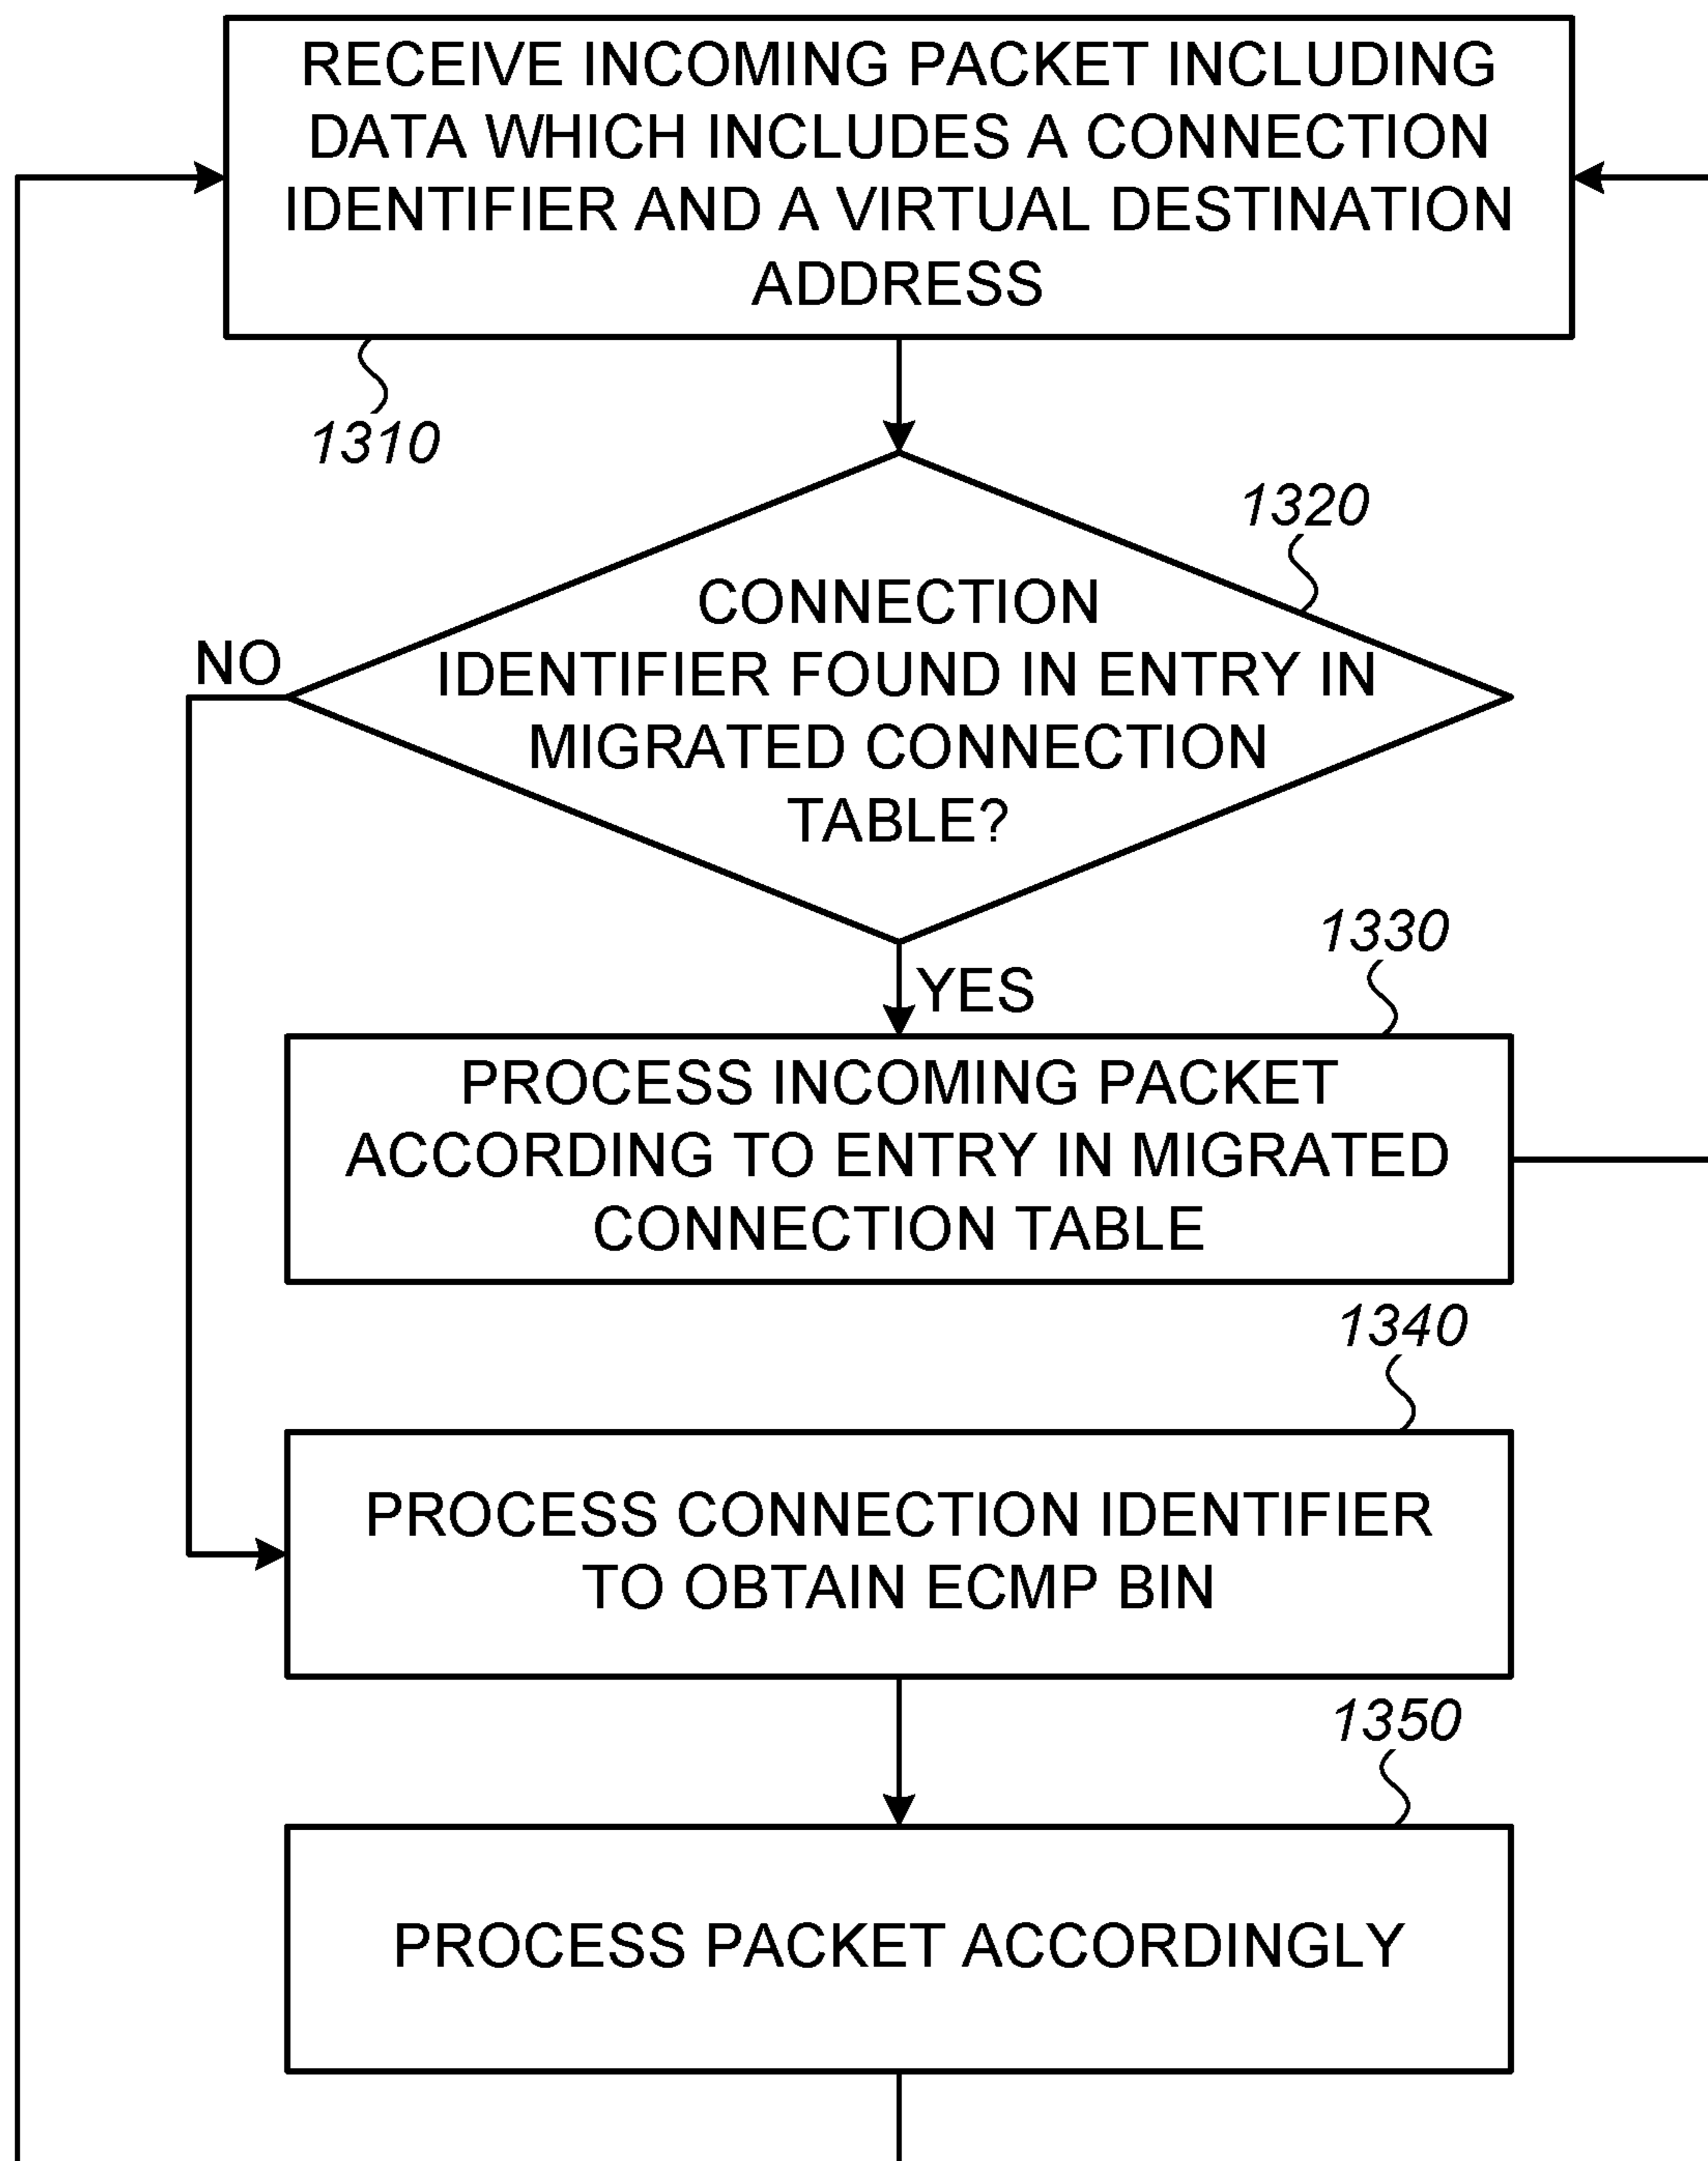 RECEIVE INCOMING PACKET INCLUDING
DATA WHICH INCLUDES A CONNECTION
IDENTIFIER AND A VIRTUAL DESTINATION
ADDRESS
1310
1320
CONNECTION
IDENTIFIER FOUND IN ENTRY IN
MIGRATED CONNECTION
TABLE?
NO
YES
1330
PROCESS INCOMING PACKET
ACCORDING TO ENTRY IN MIGRATED
CONNECTION TABLE
1340
PROCESS CONNECTION IDENTIFIER
TO OBTAIN ECMP BIN
1350
PROCESS PACKET ACCORDINGLY